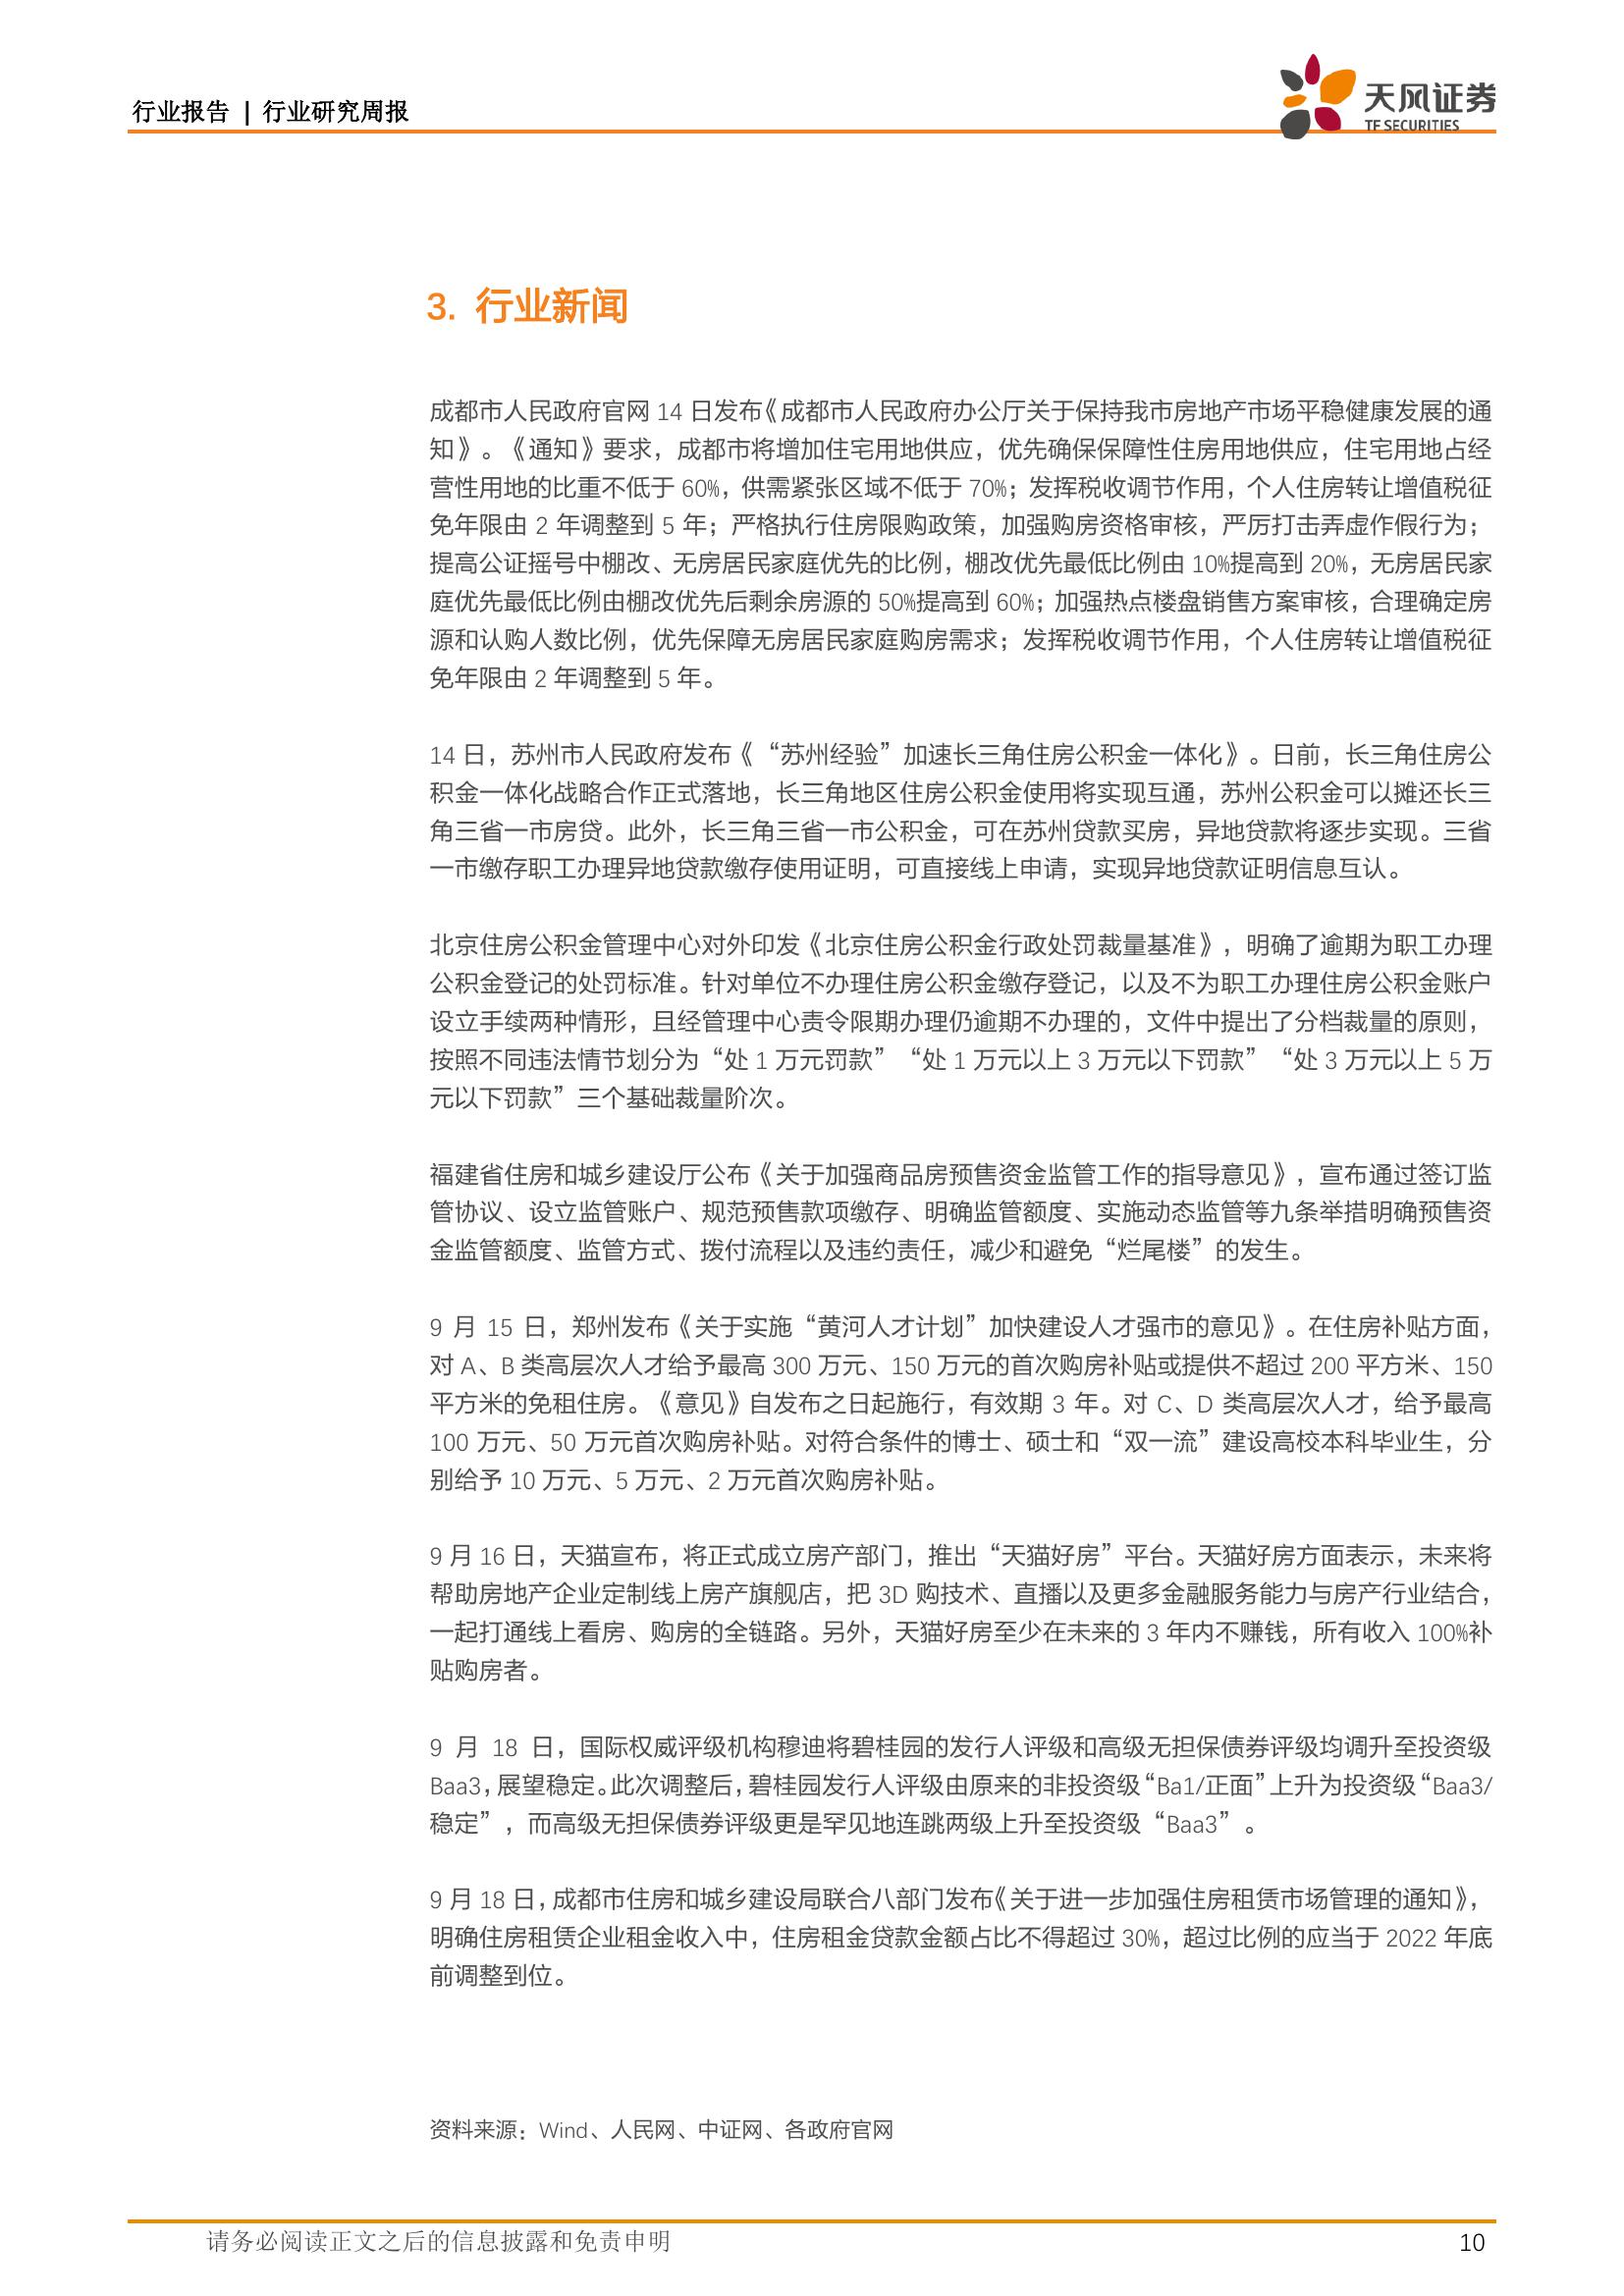 行业报告 | 行业研究周报
天风证券
TF SECURITIES
3. 行业新闻
成都市人民政府官网 14 日发布《成都市人民政府办公厅关于保持我市房地产市场平稳健康发展的通
知》。《通知》要求，成都市将增加住宅用地供应，优先确保保障性住房用地供应，住宅用地占经
营性用地的比重不低于 60%，供需紧张区域不低于 70%；发挥税收调节作用，个人住房转让增值税征
免年限由 2 年调整到 5 年；严格执行住房限购政策，加强购房资格审核，严厉打击弄虚作假行为；
提高公证摇号中棚改、无房居民家庭优先的比例，棚改优先最低比例由 10%提高到 20%，无房居民家
庭优先最低比例由棚改优先后剩余房源的 50%提高到 60%；加强热点楼盘销售方案审核，合理确定房
源和认购人数比例，优先保障无房居民家庭购房需求；发挥税收调节作用，个人住房转让增值税征
免年限由 2 年调整到 5 年。
14 日，苏州市人民政府发布《“苏州经验”加速长三角住房公积金一体化》。日前，长三角住房公
积金一体化战略合作正式落地，长三角地区住房公积金使用将实现互通，苏州公积金可以摊还长三
角三省一市房贷。此外，长三角三省一市公积金，可在苏州贷款买房，异地贷款将逐步实现。三省
一市缴存职工办理异地贷款缴存使用证明，可直接线上申请，实现异地贷款证明信息互认。
北京住房公积金管理中心对外印发《北京住房公积金行政处罚裁量基准》，明确了逾期为职工办理
公积金登记的处罚标准。针对单位不办理住房公积金缴存登记，以及不为职工办理住房公积金账户
设立手续两种情形，且经管理中心责令限期办理仍逾期不办理的，文件中提出了分档裁量的原则，
按照不同违法情节划分为“处 1 万元罚款”“处 1 万元以上 3 万元以下罚款”“处 3 万元以上 5 万
元以下罚款”三个基础裁量阶次。
福建省住房和城乡建设厅公布《关于加强商品房预售资金监管工作的指导意见》，宣布通过签订监
管协议、设立监管账户、规范预售款项缴存、明确监管额度、实施动态监管等九条举措明确预售资
金监管额度、监管方式、拨付流程以及违约责任，减少和避免“烂尾楼”的发生。
9 月 15 日，郑州发布《关于实施“黄河人才计划”加快建设人才强市的意见》。在住房补贴方面，
对 A、B 类高层次人才给予最高 300 万元、150 万元的首次购房补贴或提供不超过 200 平方米、150
平方米的免租住房。《意见》自发布之日起施行，有效期 3 年。对 C、D 类高层次人才，给予最高
100 万元、50 万元首次购房补贴。对符合条件的博士、硕士和“双一流”建设高校本科毕业生，分
别给予 10 万元、5 万元、2 万元首次购房补贴。
9 月 16 日，天猫宣布，将正式成立房产部门，推出“天猫好房”平台。天猫好房方面表示，未来将
帮助房地产企业定制线上房产旗舰店，把 3D 购技术、直播以及更多金融服务能力与房产行业结合，
一起打通线上看房、购房的全链路。另外，天猫好房至少在未来的 3 年内不赚钱，所有收入 100%补
贴购房者。
9 月 18 日，国际权威评级机构穆迪将碧桂园的发行人评级和高级无担保债券评级均调升至投资级
Baa3，展望稳定。此次调整后，碧桂园发行人评级由原来的非投资级“Ba1/正面”上升为投资级“Baa3/
稳定”，而高级无担保债券评级更是罕见地连跳两级上升至投资级“Baa3”。
9 月 18 日，成都市住房和城乡建设局联合八部门发布《关于进一步加强住房租赁市场管理的通知》，
明确住房租赁企业租金收入中，住房租金贷款金额占比不得超过 30%，超过比例的应当于 2022 年底
前调整到位。
资料来源：Wind、人民网、中证网、各政府官网
请务必阅读正文之后的信息披露和免责申明
10